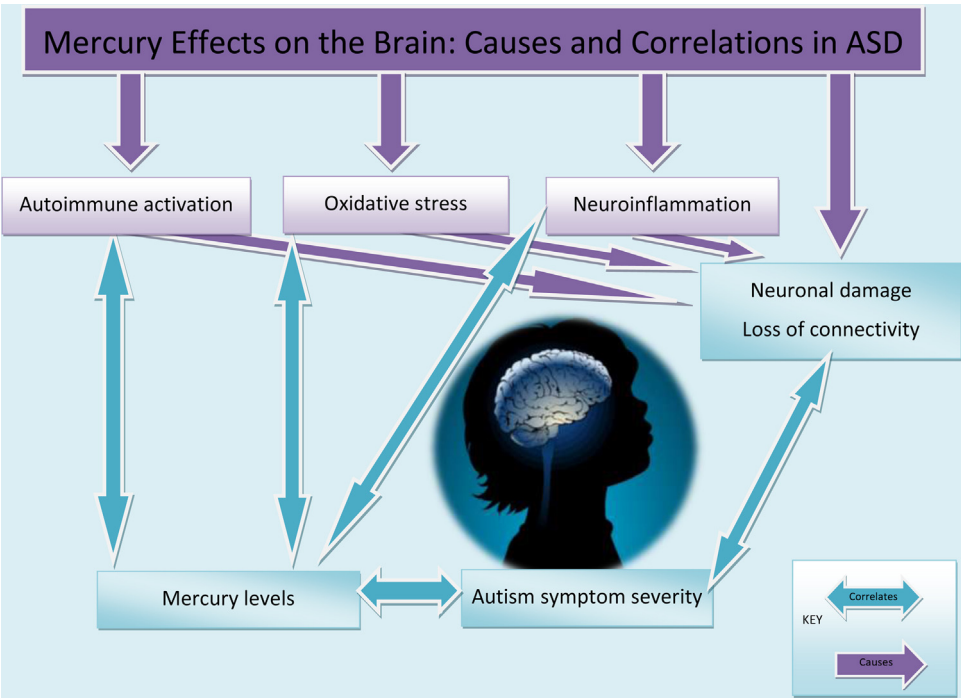 Mercury Effects on the Brain: Causes and Correlations in ASD
Autoimmune activation
Oxidative stress
Neuroinflammation
Neuronal damage
Loss of connectivity
Mercury levels
Autism symptom severity
Correlates
KEY
Causes